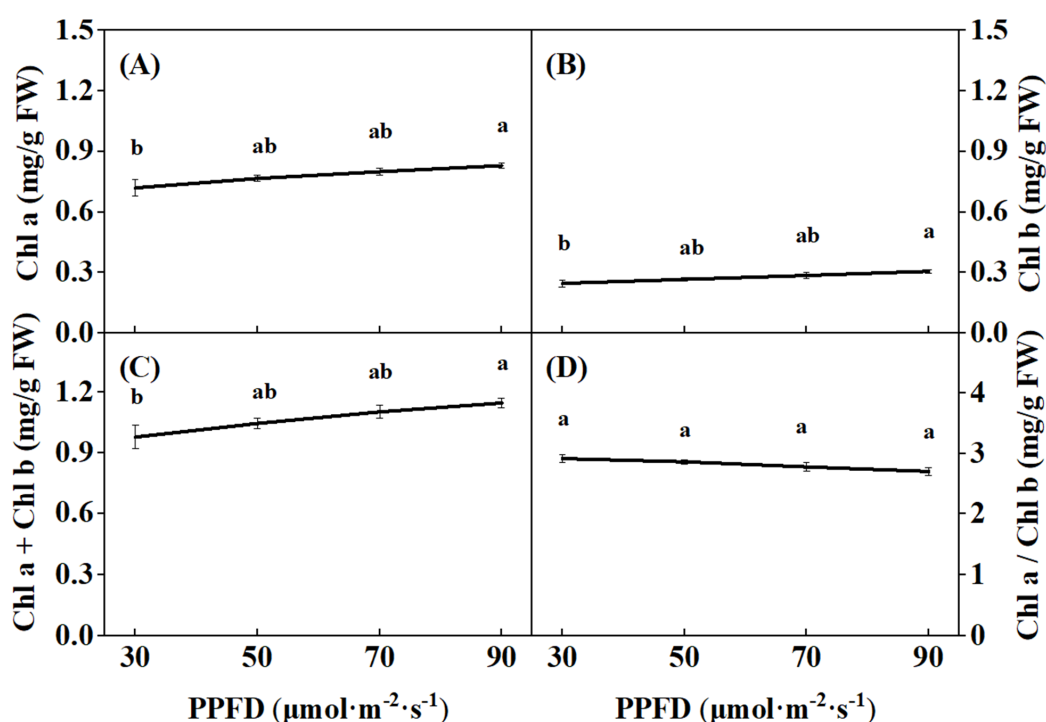 1.5
1.2
0.9
0.6
0.3
0.0
Chl a (mg/g FW)
(A)
b
ab
ab
a
(B)
b
ab
ab
a
1.5
1.2
0.9
0.6
0.3
0.0
Chl b (mg/g FW)
1.2
0.9
0.6
0.3
0.0
Chl a + Chl b (mg/g FW)
(C)
b
ab
ab
a
30 50 70 90
PPFD (μmol·m-2·s-1)
(D)
a
a
a
a
4
3
2
1
0
Chl a / Chl b (mg/g FW)
30 50 70 90
PPFD (μmol·m-2·s-1)